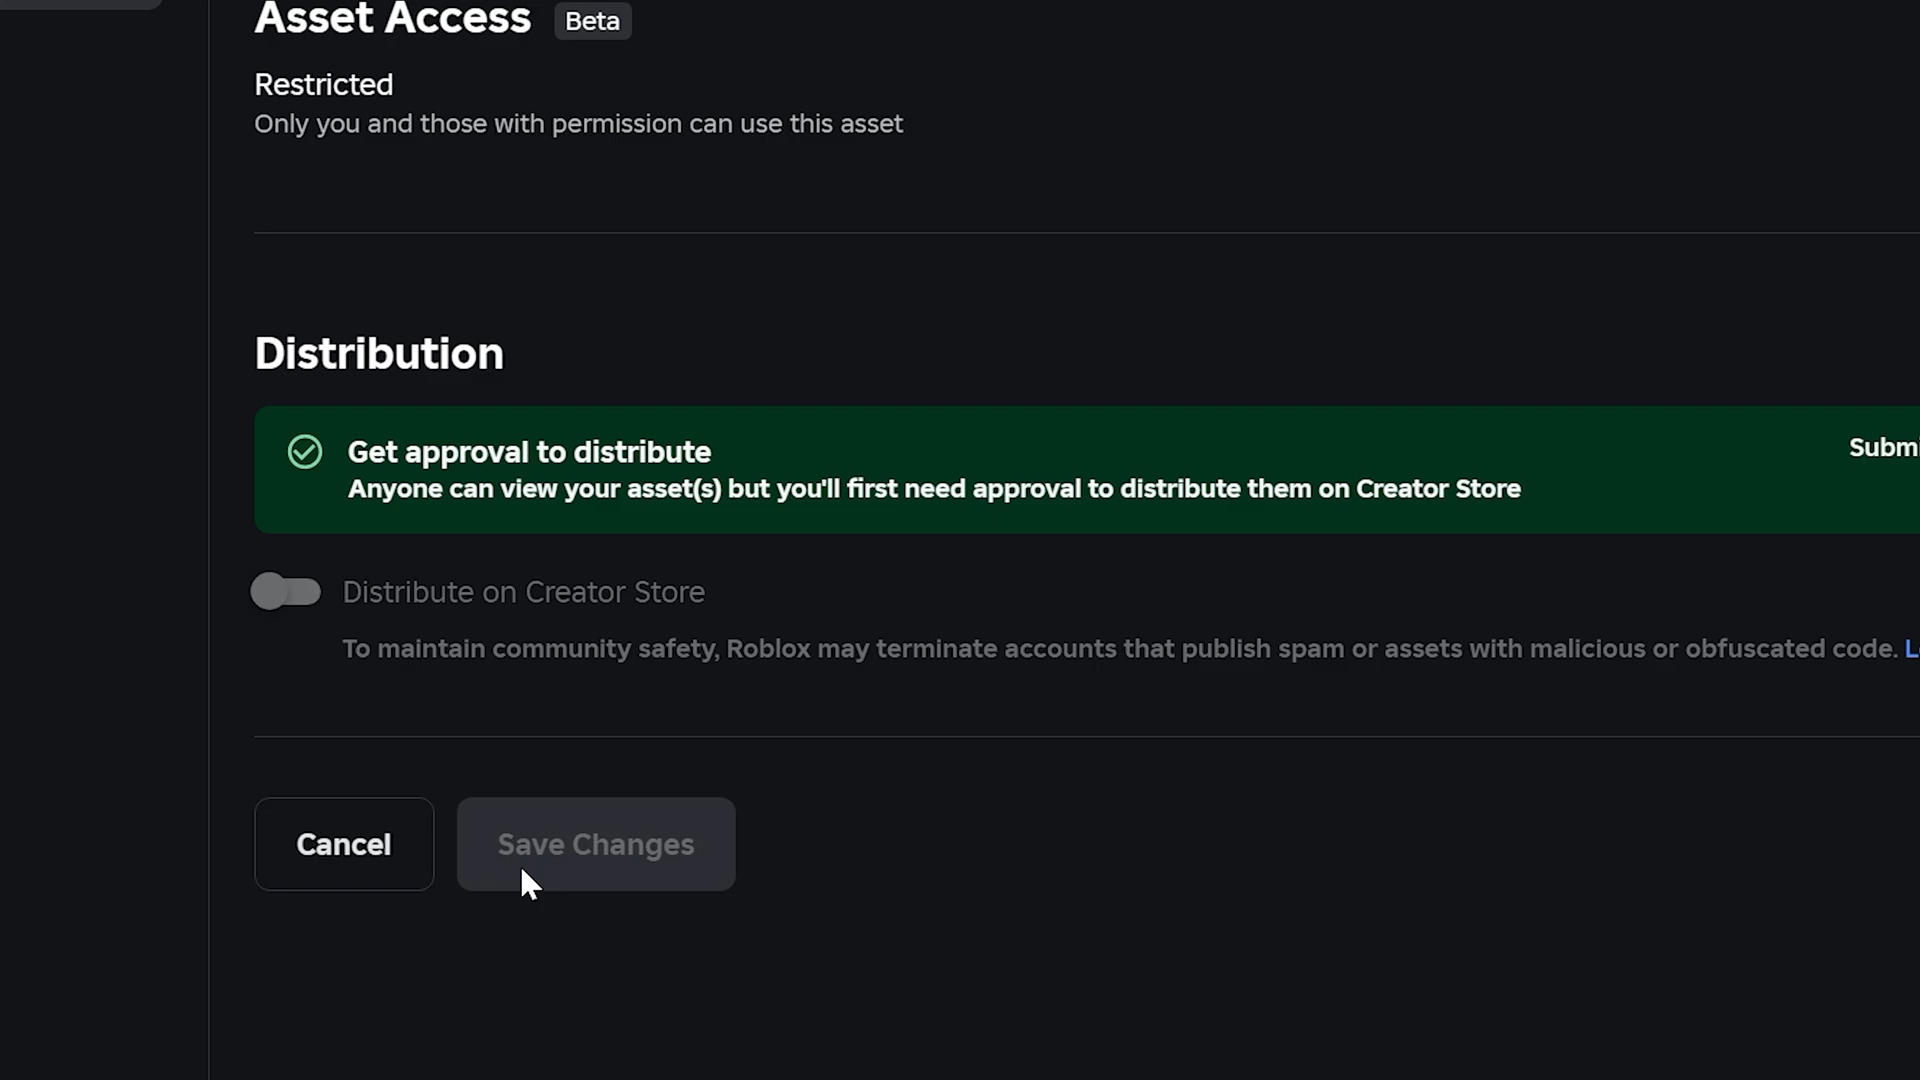 Asset Access Beta
Restricted
Only you and those with permission can use this asset
Distribution
Get approval to distribute
Submi
Anyone can view your asset(s) but you'll first need approval to distribute them on Creator Store
Distribute on Creator Store
To maintain community safety, Roblox may terminate accounts that publish spam or assets with malicious or obfuscated code. L
Cancel
Save Changes